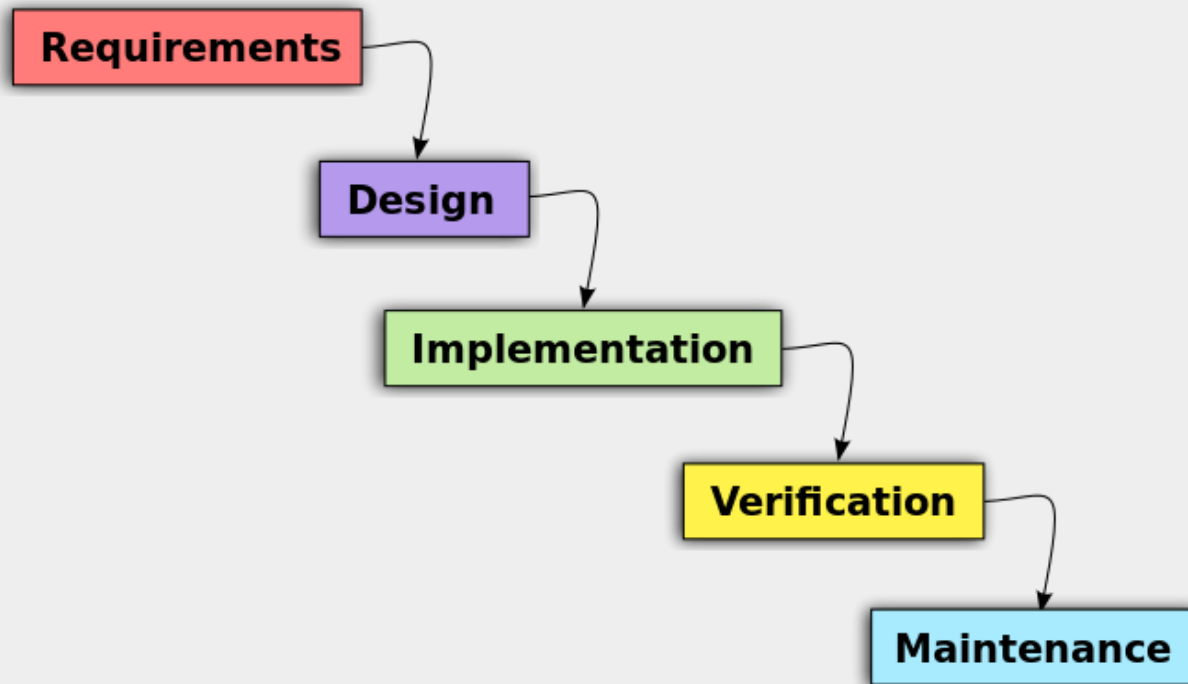 Requirements
Design
Implementation
Verification
Maintenance